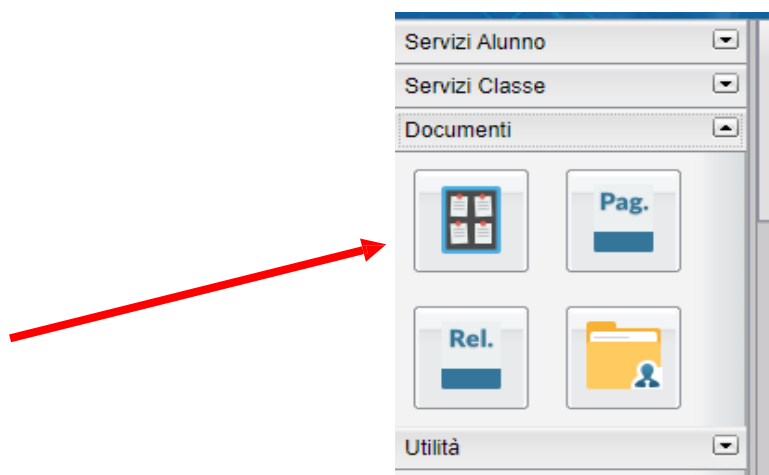 Servizi Alunno
Servizi Classe
Documenti
Pag.
Rel.
Utilità